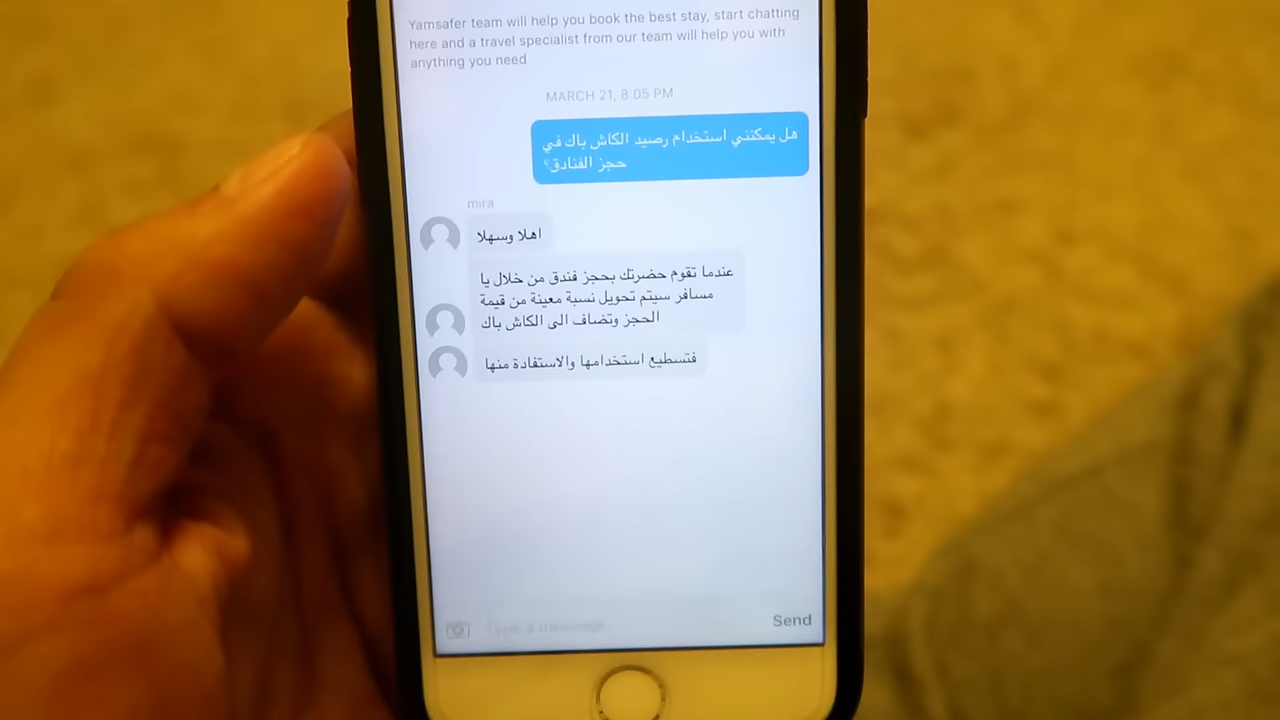 Yamsafer team will help you book the best stay, start chatting
here and a travel specialist from our team will help you with
anything you need
MARCH 21, 8:05 PM
هل يمكنني استخدام رصيد الكاش باك في
حجز الفنادق؟
mira
اهلا وسهلا
عندما تقوم حضرتك بحجز فندق من خلال يا
مسافر سيتم تحويل نسبة معينة من قيمة
الحجز وتضاف الى الكاش باك
فتسطيع استخدامها والاستفادة منها
Type a message...
Send